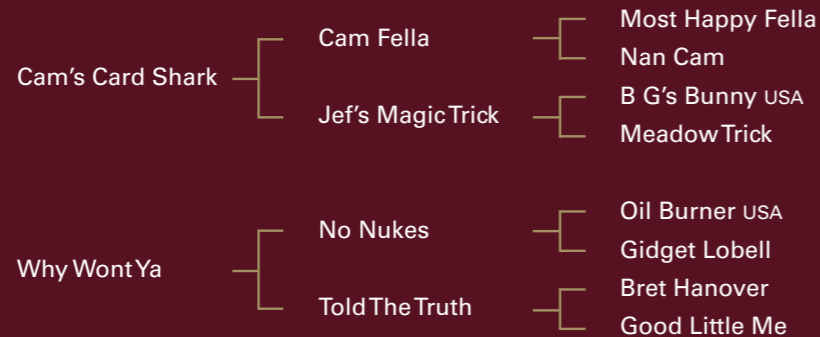 Most Happy Fella
Cam Fella
Nan Cam
Cam's Card Shark
B G's Bunny USA
Jef's Magic Trick
Meadow Trick
Oil Burner USA
No Nukes
Gidget Lobell
Why Wont Ya
Bret Hanover
Told The Truth
Good Little Me